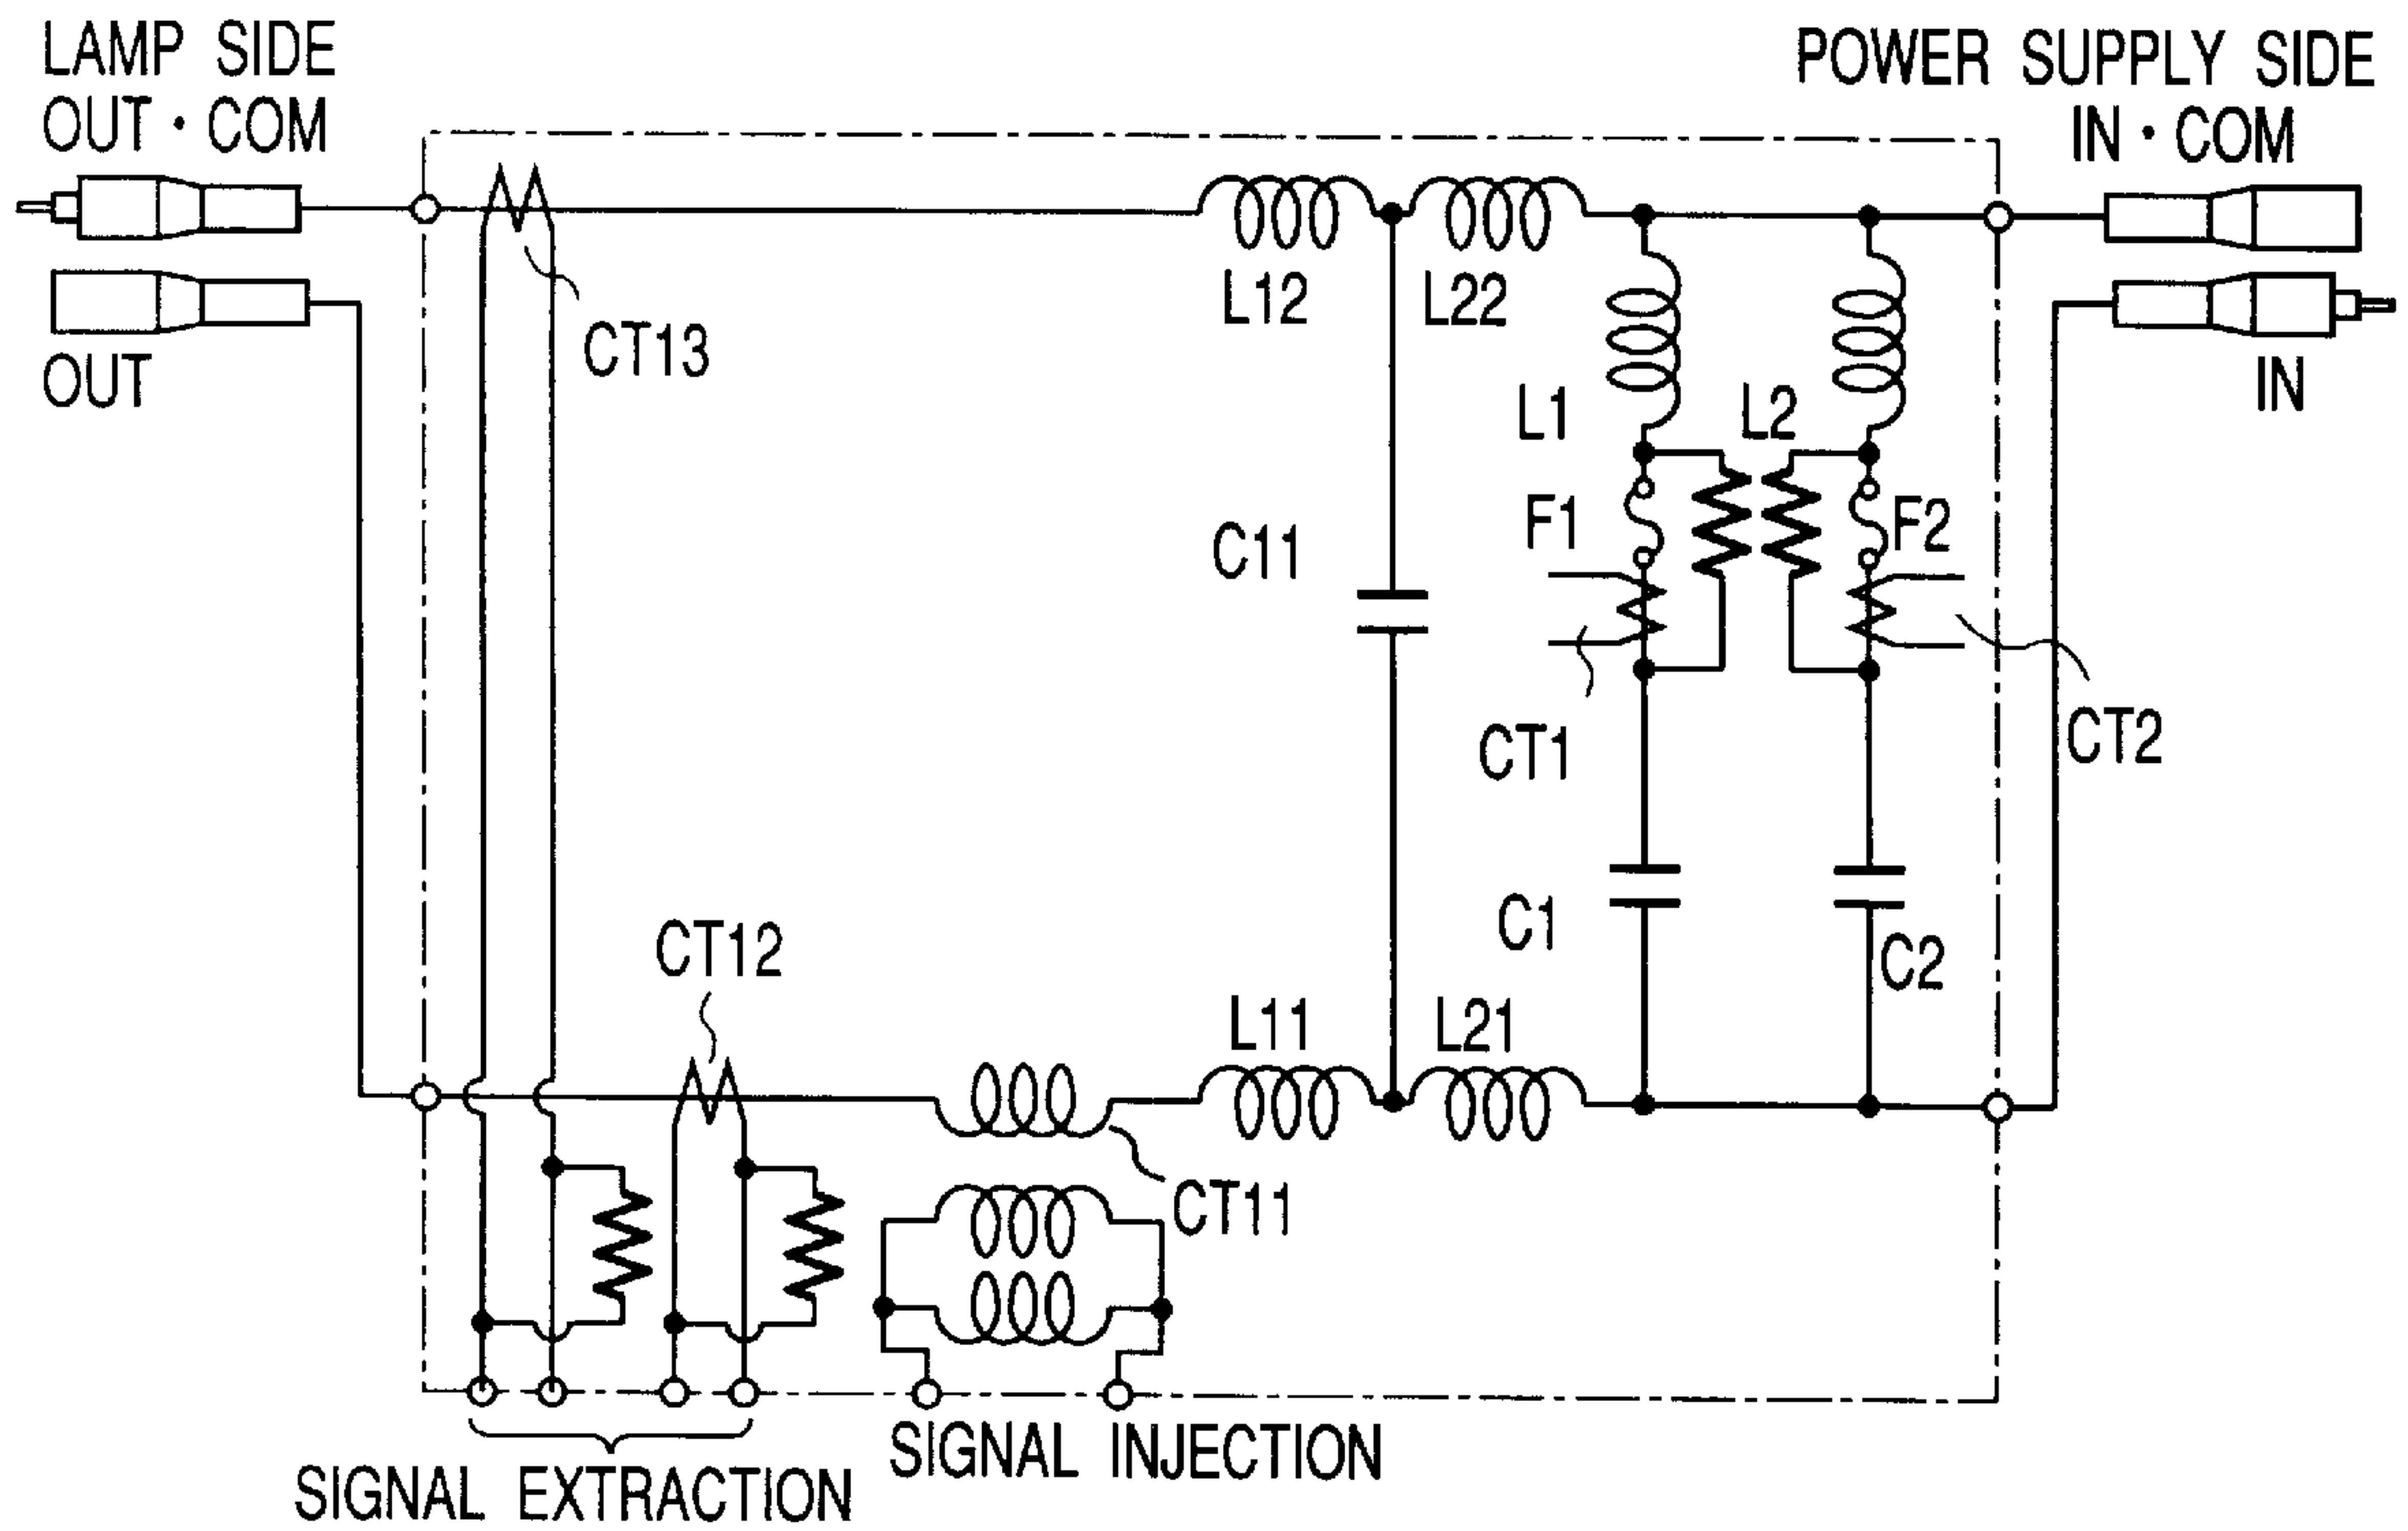 LAMP SIDE
OUT・COM
POWER SUPPLY SIDE
IN・COM
OUT
IN
CT13
L12
L22
L1
L2
F1
F2
C11
CT1
CT2
C1
C2
CT12
L11
L21
CT11
SIGNAL INJECTION
SIGNAL EXTRACTION